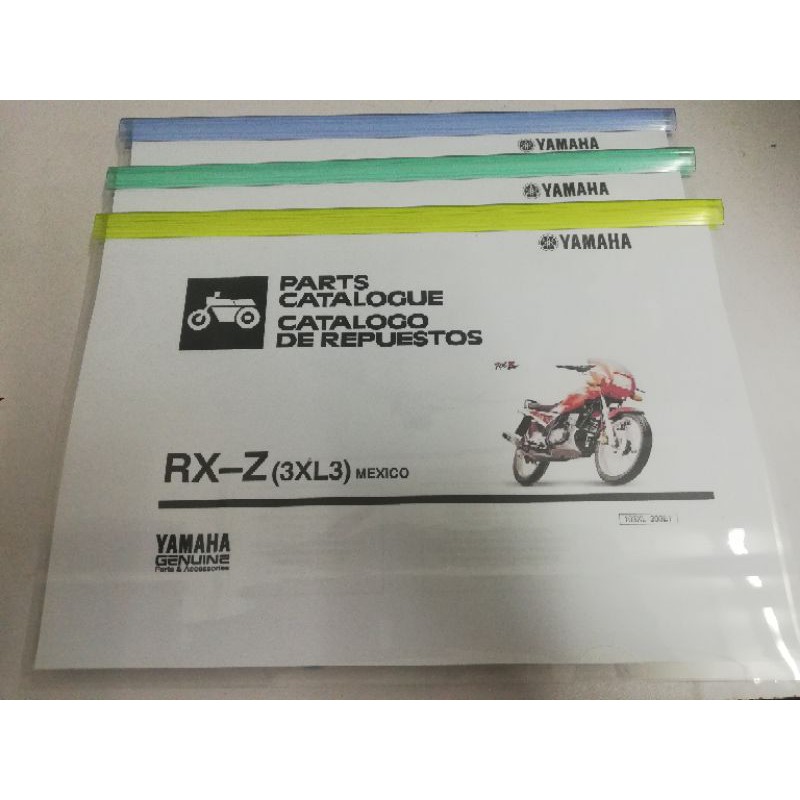 YAMAHA
YAMAHA
YAMAHA
PARTS
CATALOGUE
CATALOGO
DE REPUESTOS
RX-Z (3XL3) MEXICO
YAMAHA
GENUINE
Parts & Accessories